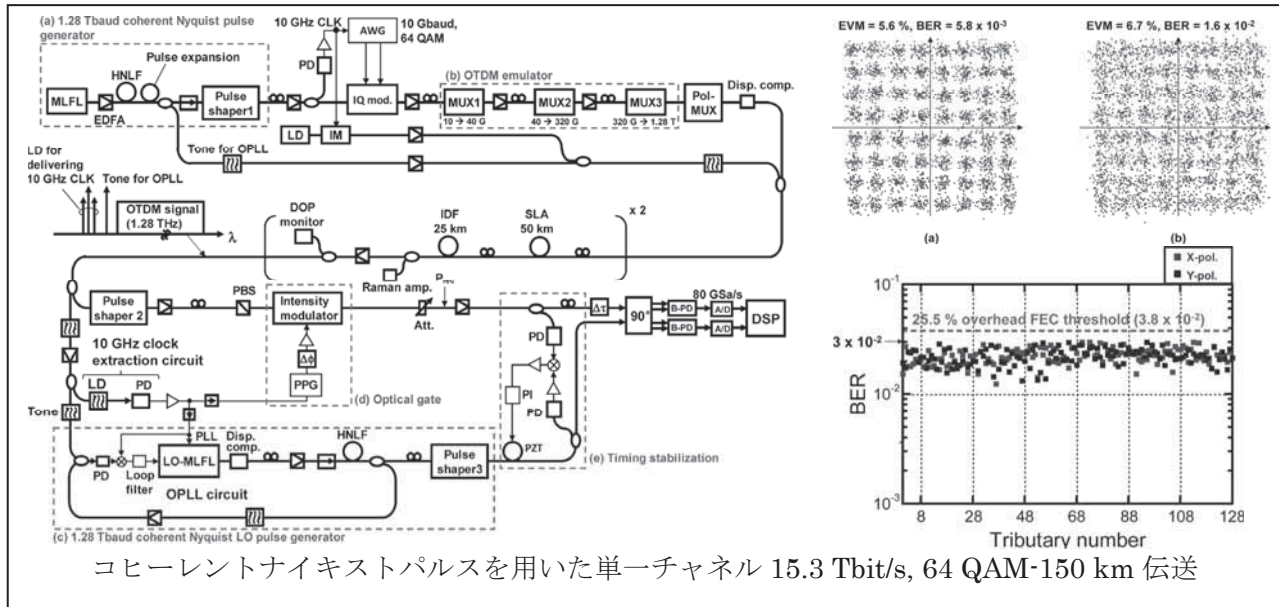 (a) 1.28 Tbaud coherent Nyquist pulse
generator
Pulse expansion
HNLF
MLFL
EDFA
Pulse
shaper1
10 GHz CLK
AWG
10 Gbaud,
64 QAM
PD
IQ mod.
(b) OTDM emulator
MUX1
MUX2
MUX3
10 → 40 G
40 → 320 G
320 G → 1.28 T
Pol-
MUX
Disp. comp.
LD
IM
Tone for OPLL
LD for
delivering
10 GHz CLK
Tone for OPLL
OTDM signal
(1.28 THz)
λ
DOP
monitor
IDF
25 km
SLA
50 km
x 2
Raman amp.
Pulse
shaper 2
PBS
Intensity
modulator
Att.
Δτ
90°
80 GSa/s
B-PD
A/D
B-PD
A/D
DSP
10 GHz clock
extraction circuit
LD
PD
Δϕ
PPG
(d) Optical gate
PD
PI
PD
PZT
(e) Timing stabilization
Tone
PLL
Disp.
comp.
HNLF
PD
Loop
filter
LO-MLFL
Pulse
shaper3
OPLL circuit
(c) 1.28 Tbaud coherent Nyquist LO pulse generator
EVM = 5.6 %, BER = 5.8 x 10-3
EVM = 6.7 %, BER = 1.6 x 10-2
(a)
(b)
X-pol.
Y-pol.
10-1
25.5 % overhead FEC threshold (3.8 x 10-2)
3 x 10-2
10-2
10-3
BER
8
28
48
68
88
108
128
Tributary number
コヒーレントナイキストパルスを用いた単一チャネル 15.3 Tbit/s, 64 QAM-150 km 伝送